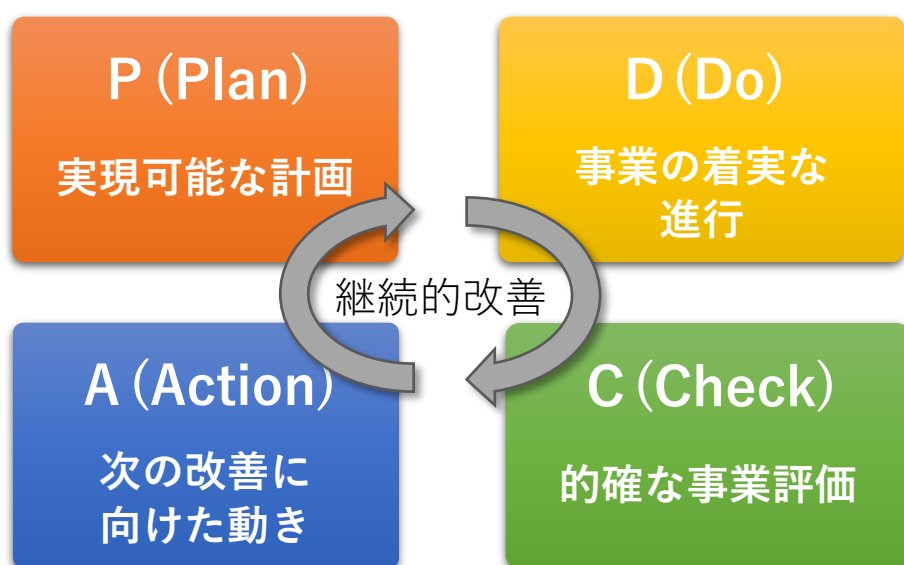 P (Plan)
実現可能な計画
D (Do)
事業の着実な
進行
継続的改善
A (Action)
次の改善に
向けた動き
C (Check)
的確な事業評価